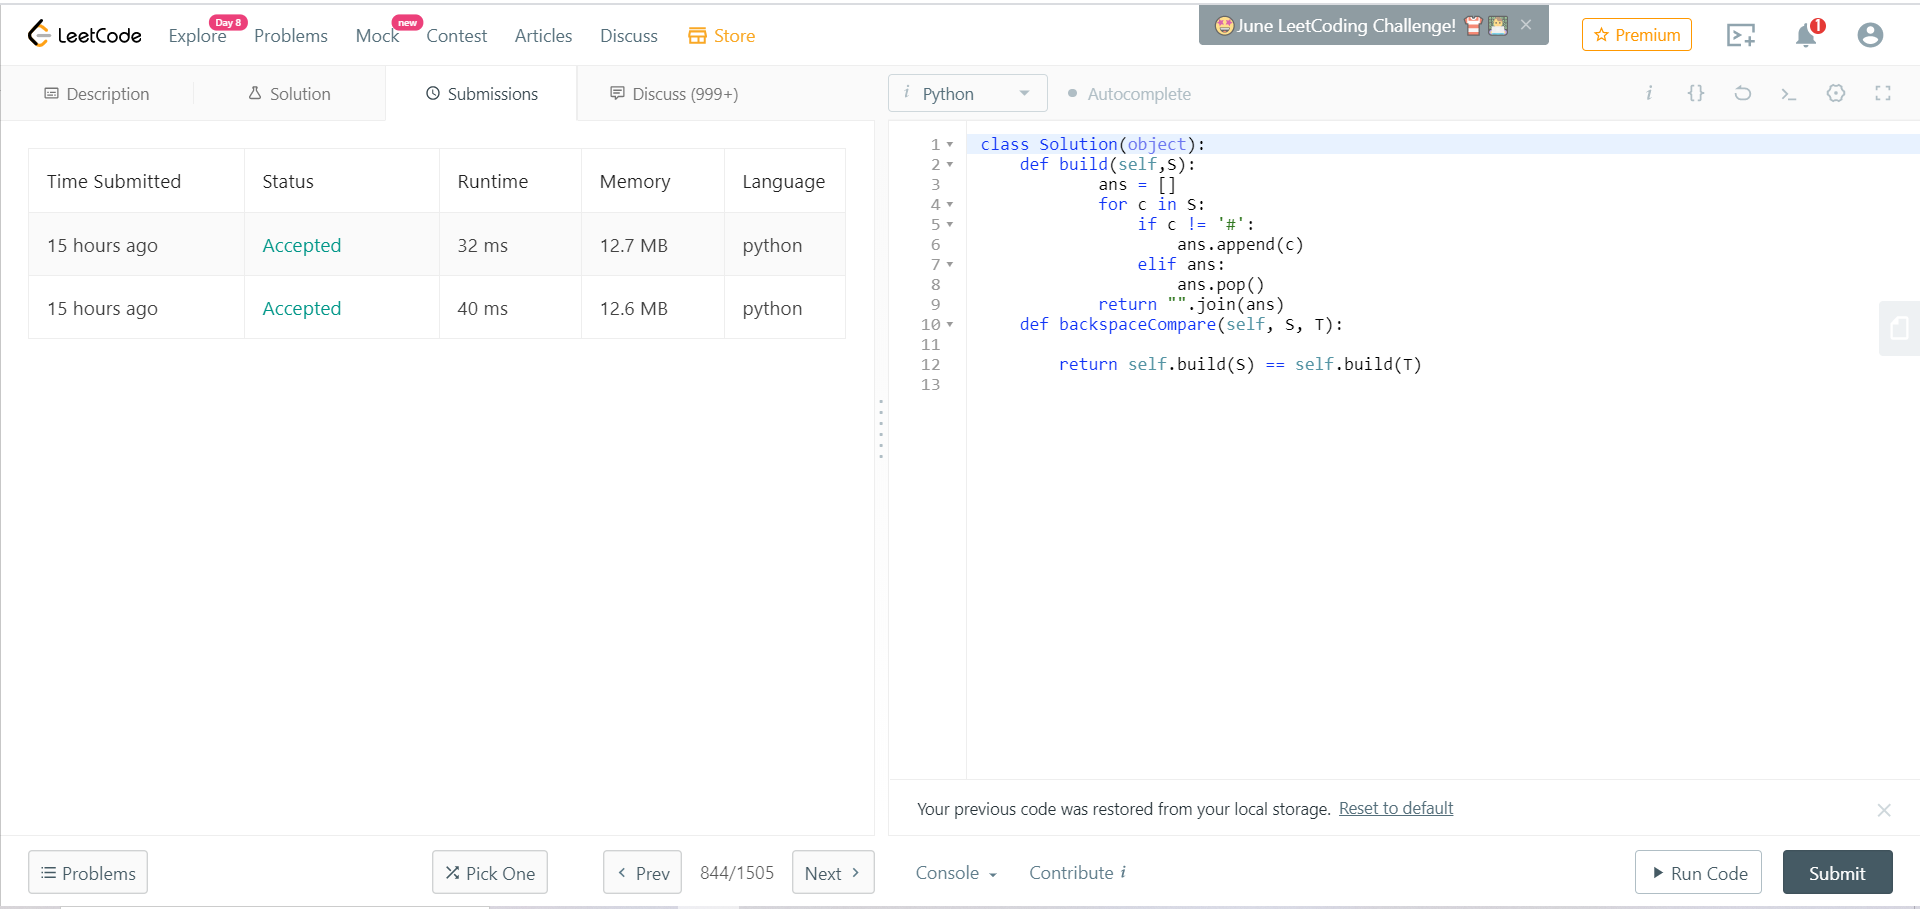 LeetCode
Explore Day 8
Problems
Mock new
Contest
Articles
Discuss
Store
June LeetCoding Challenge!
Premium
1
Description
Solution
Submissions
Discuss (999+)
i Python
Autocomplete
i {} >_
Time Submitted Status Runtime Memory Language
15 hours ago Accepted 32 ms 12.7 MB python
15 hours ago Accepted 40 ms 12.6 MB python
1 class Solution(object):
2     def build(self,S):
3             ans = []
4             for c in S:
5                 if c != '#':
6                     ans.append(c)
7                 elif ans:
8                     ans.pop()
9             return "".join(ans)
10     def backspaceCompare(self, S, T):
11
12         return self.build(S) == self.build(T)
13
Your previous code was restored from your local storage. Reset to default
Problems
Pick One
Prev
844/1505
Next
Console
Contribute i
Run Code
Submit